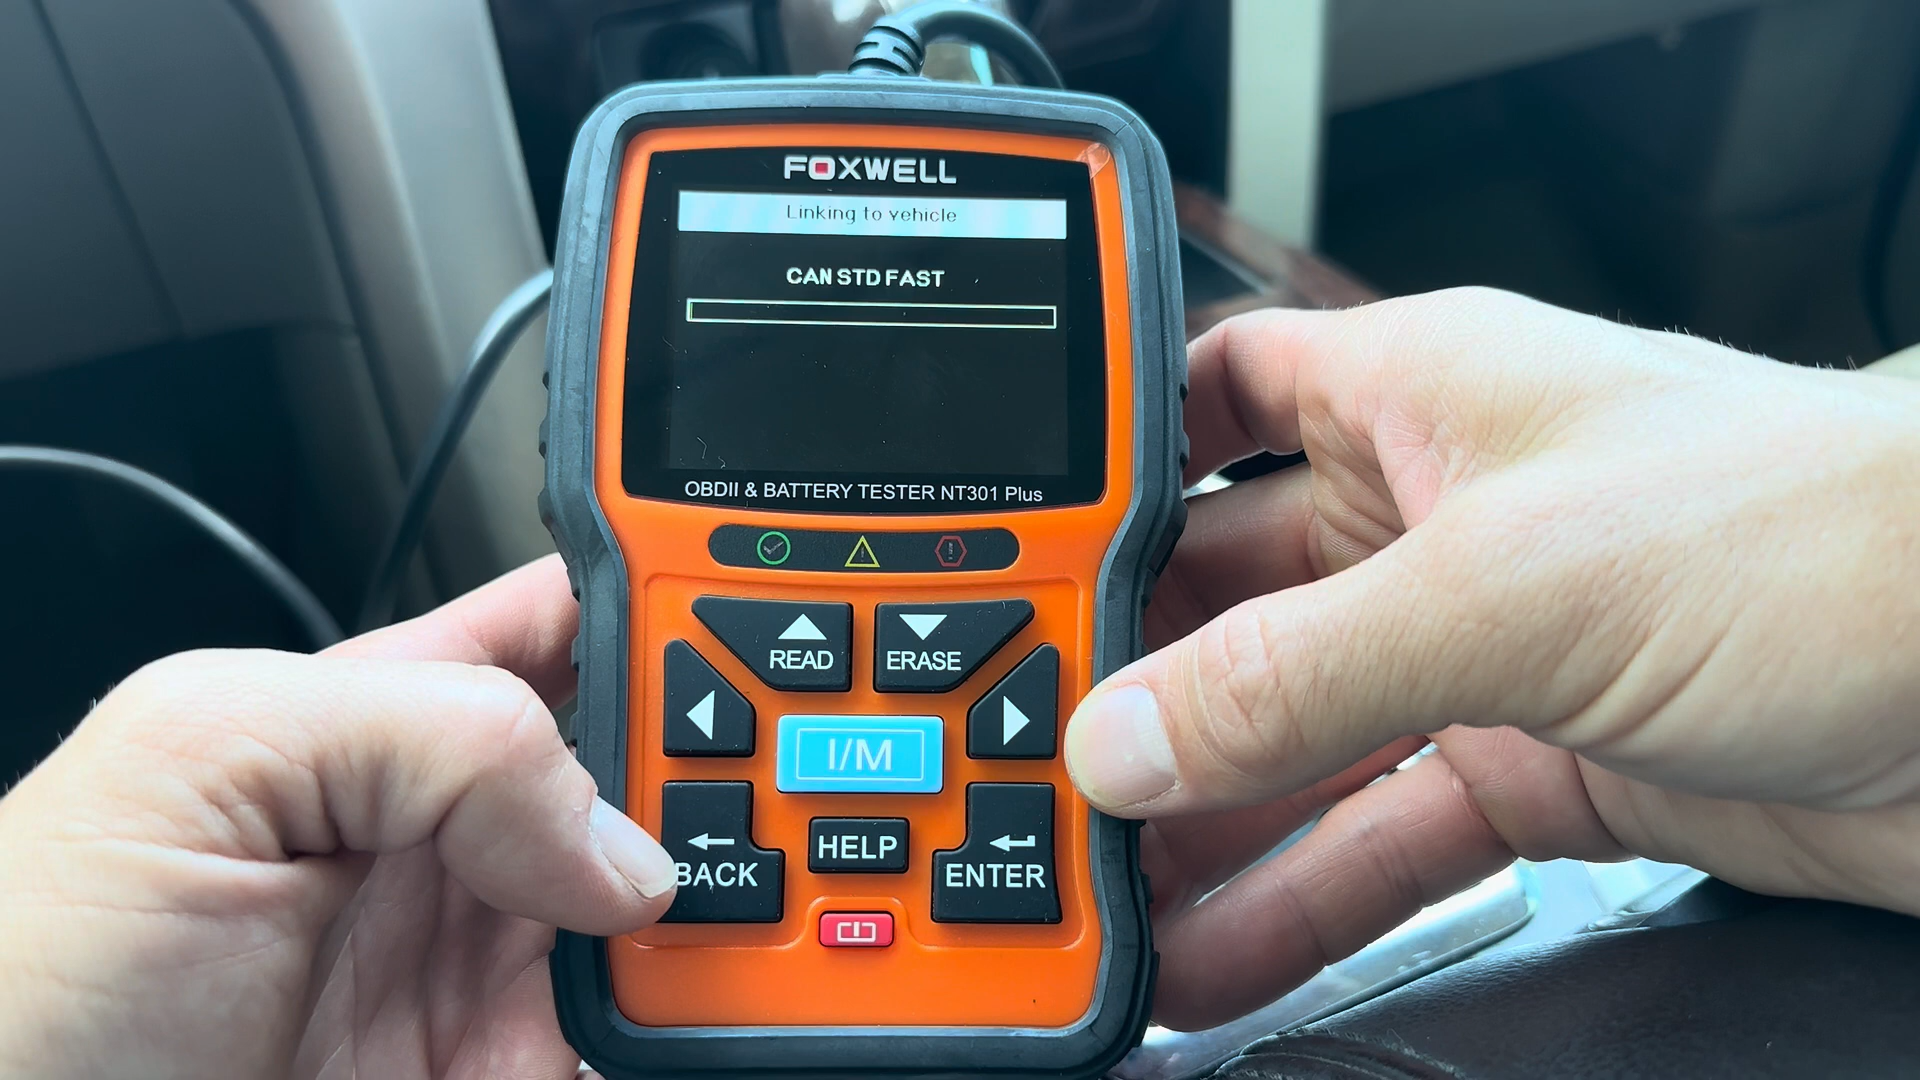 FOXWELL
Linking to vehicle
CAN STD FAST
OBDII & BATTERY TESTER NT301 Plus
READ
ERASE
I/M
BACK
HELP
ENTER